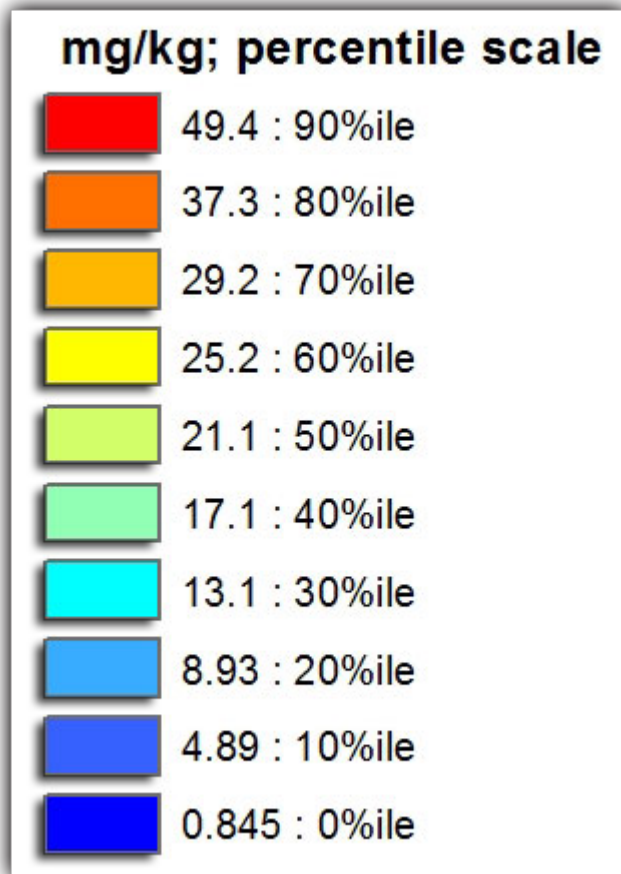 mg/kg; percentile scale
49.4 : 90%ile
37.3 : 80%ile
29.2 : 70%ile
25.2 : 60%ile
21.1 : 50%ile
17.1 : 40%ile
13.1 : 30%ile
8.93 : 20%ile
4.89 : 10%ile
0.845 : 0%ile